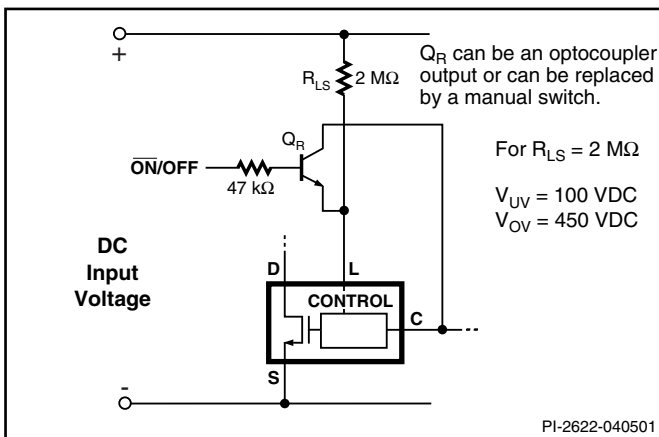 +
R_LS 2 MΩ
Q_R can be an optocoupler
output or can be replaced
by a manual switch.
Q_R
For R_LS = 2 MΩ
O̅N̅/OFF
47 kΩ
V_UV = 100 VDC
V_OV = 450 VDC
DC
Input
Voltage
D
L
CONTROL
C
S
-
PI-2622-040501